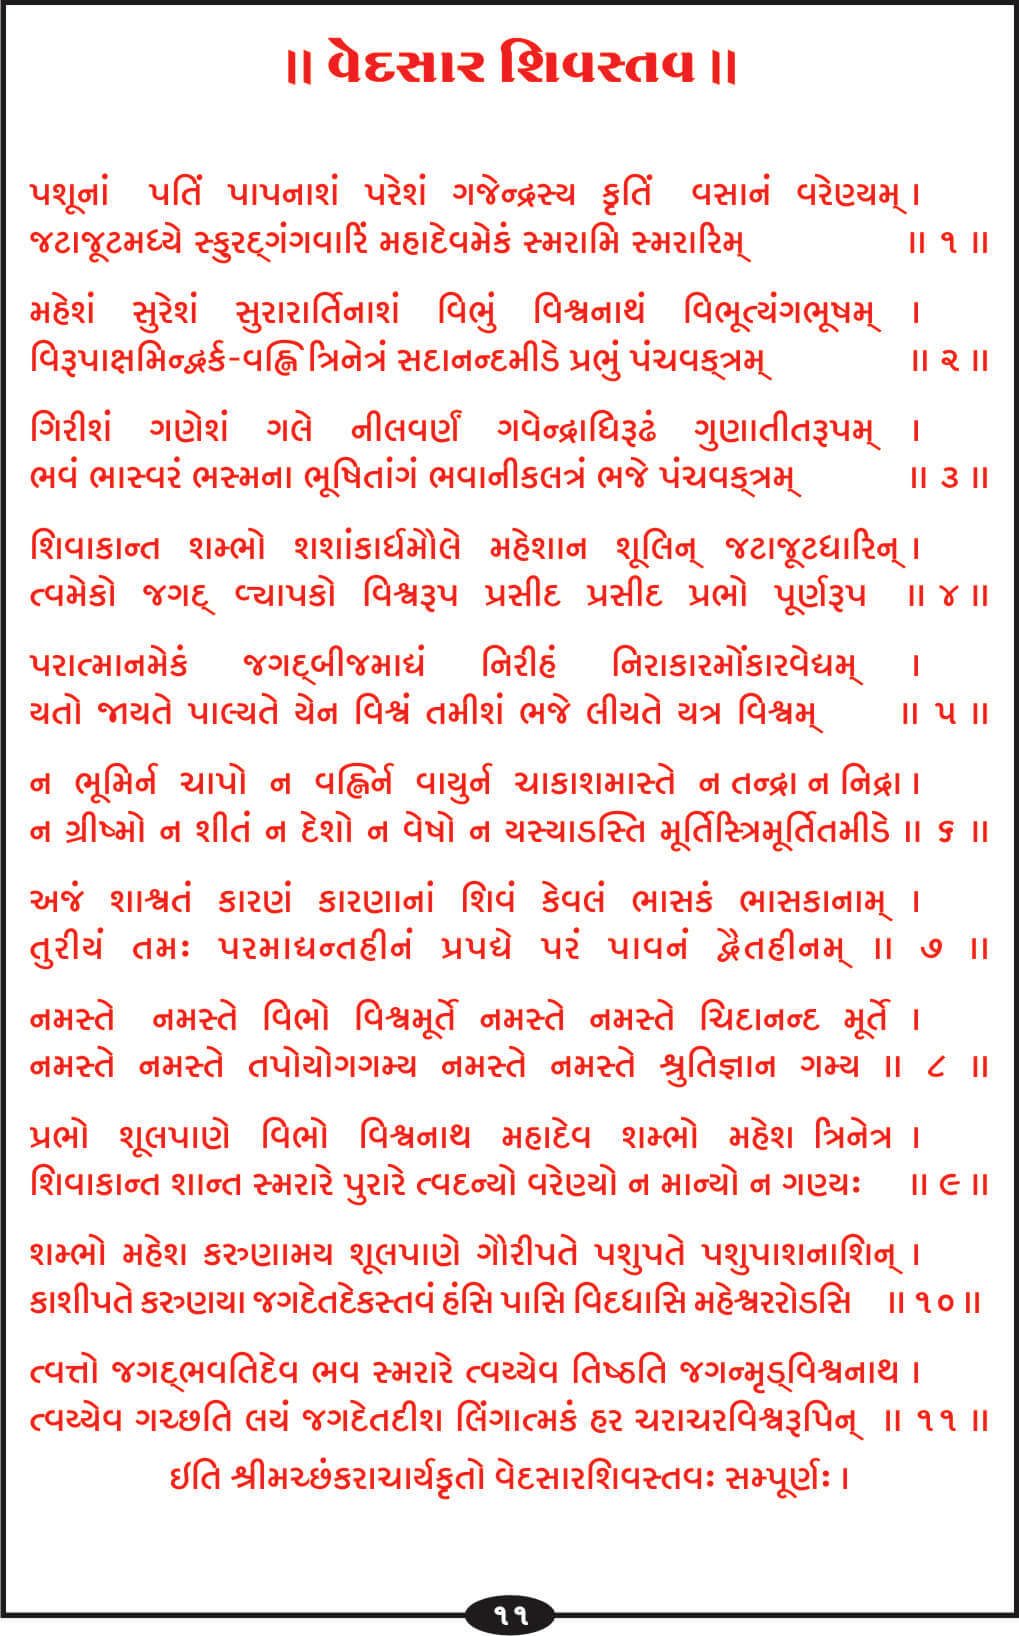 ॥ વેદસાર શિવસ્તવ ॥
પશૂનાં પતિં પાપનાશં પરેશં ગજેન્દ્રસ્ય કૃતિં વસાનં વરેણ્યમ્ ।
જટાજૂટમધ્યે સ્કુરદ્ગંગવારિં મહાદેવમેકં સ્મરામિ સ્મરારિમ્ ॥ ૧ ॥
મહેશં સુરેશં સુરારાર્તિનાશં વિભું વિશ્વનાથં વિભૂત્યંગભૂષમ્ ।
વિરૂપાક્ષમિન્દ્વર્ક-વહ્નિ ત્રિનેત્રં સદાનન્દમીડે પ્રભું પંચવક્ત્રમ્ ॥ ૨ ॥
ગિરીશં ગણેશં ગલે નીલવર્ણં ગવેન્દ્રાધિરૂઢં ગુણાતીતરૂપમ્ ।
ભવં ભાસ્વરં ભસ્મના ભૂષિતાંગં ભવાનીકલત્રં ભજે પંચવક્ત્રમ્ ॥ ૩ ॥
શિવાકાન્ત શમ્ભો શશાંકાર્ધમૌલે મહેશાન શૂલિન્ જટાજૂટધારિન્ ।
ત્વમેકો જગદ્ વ્યાપકો વિશ્વરૂપ પ્રસીદ પ્રસીદ પ્રભો પૂર્ણરૂપ ॥ ૪ ॥
પરાત્માનમેકં જગદ્બીજમાદ્યં નિરીહં નિરાકારમોંકારવેદ્યમ્ ।
યતો જાયતે પાલ્યતે યેન વિશ્વં તમીશં ભજે લીયતે યત્ર વિશ્વમ્ ॥ ૫ ॥
ન ભૂમિર્ન ચાપો ન વહ્નિર્ન વાયુર્ન ચાકાશમાસ્તે ન તન્દ્રા ન નિદ્રા ।
ન ગ્રીષ્મો ન શીતં ન દેશો ન વેષો ન યસ્યાડસ્તિ મૂર્તિસ્ત્રિમૂર્તિતમીડે ॥ ૬ ॥
અજં શાશ્વતં કારણં કારણાનાં શિવં કેવલં ભાસકં ભાસકાનામ્ ।
તુરીયં તમઃ પરમાદ્યન્તહીનં પ્રપદ્યે પરં પાવનં દ્વૈતહીનમ્ ॥ ૭ ॥
નમસ્તે નમસ્તે વિભો વિશ્વમૂર્તે નમસ્તે નમસ્તે ચિદાનન્દ મૂર્તે ।
નમસ્તે નમસ્તે તપોયોગગમ્ય નમસ્તે નમસ્તે શ્રુતિજ્ઞાન ગમ્ય ॥ ૮ ॥
પ્રભો શૂલપાણે વિભો વિશ્વનાથ મહાદેવ શમ્ભો મહેશ ત્રિનેત્ર ।
શિવાકાન્ત શાન્ત સ્મરારે પુરારે ત્વદન્યો વરેણ્યો ન માન્યો ન ગણ્યઃ ॥ ૯ ॥
શમ્ભો મહેશ કરુણામય શૂલપાણે ગૌરીપતે પશુપતે પશુપાશનાશિન્ ।
કાશીપતે કરુણયા જગદેતદેકસ્તવં હંસિ પાસિ વિદધાસિ મહેશ્વરરોડસિ ॥ ૧૦ ॥
ત્વત્તો જગદ્ભવતિદેવ ભવ સ્મરારે ત્વય્યેવ તિષ્ઠતિ જગન્મૃડ્વિશ્વનાથ ।
ત્વય્યેવ ગચ્છતિ લયં જગદેતદીશ લિંગાત્મકં હર ચરાચરવિશ્વરૂપિન્ ॥ ૧૧ ॥
ઈતિ શ્રીમચ્છંકરાચાર્યકૃતો વેદસારશિવસ્તવઃ સમ્પૂર્ણઃ ।
૧૧